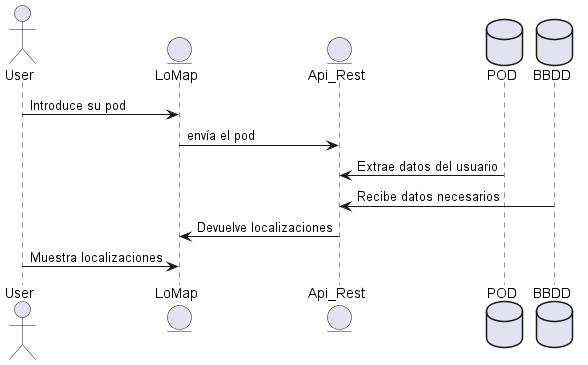 User LoMap Api_Rest POD BBDD
Introduce su pod
envía el pod
Extrae datos del usuario
Recibe datos necesarios
Devuelve localizaciones
Muestra localizaciones
User LoMap Api_Rest POD BBDD